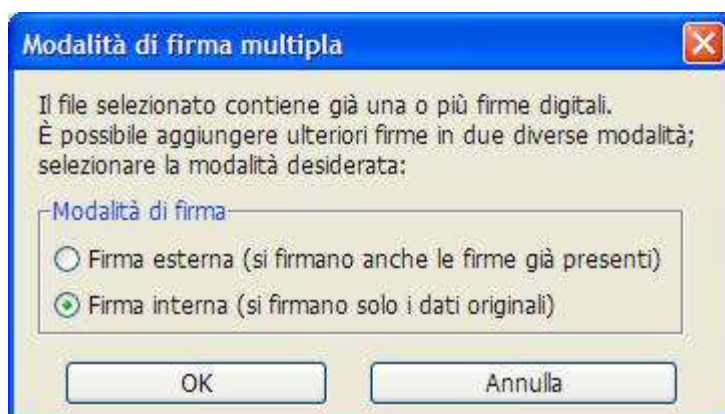 Modalità di firma multipla
Il file selezionato contiene già una o più firme digitali.
È possibile aggiungere ulteriori firme in due diverse modalità;
selezionare la modalità desiderata:
Modalità di firma
Firma esterna (si firmano anche le firme già presenti)
Firma interna (si firmano solo i dati originali)
OK
Annulla